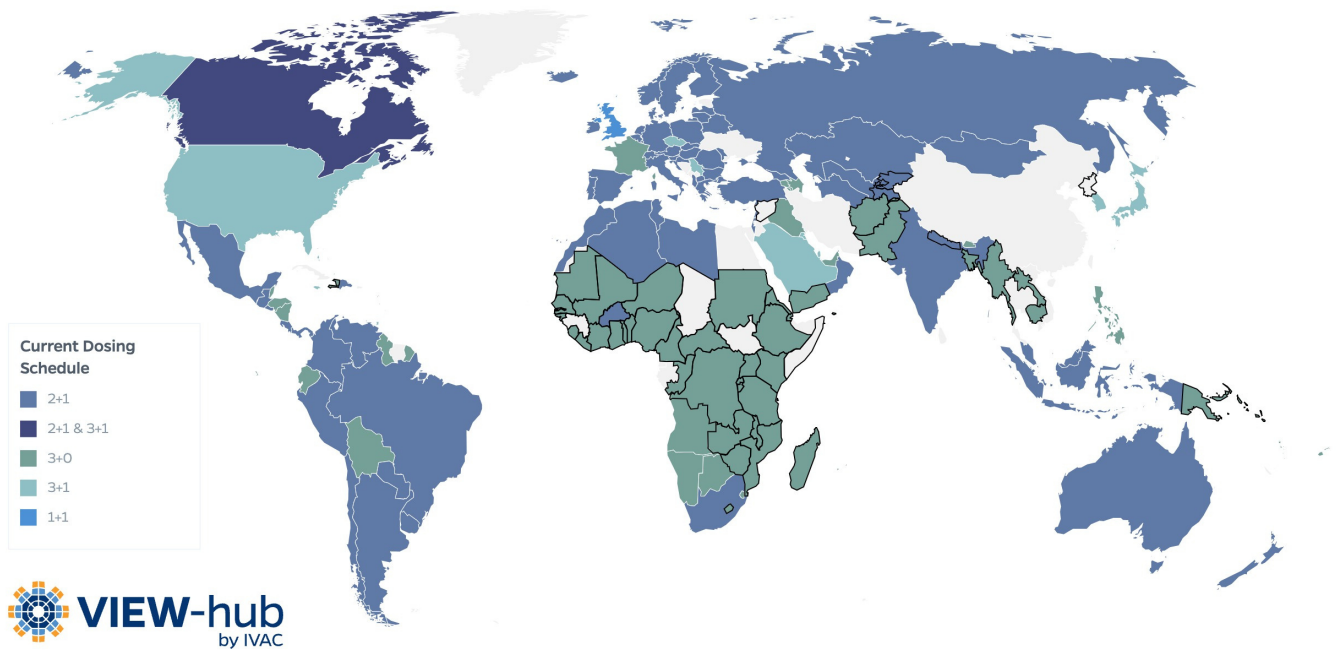 Current Dosing
Schedule
2+1
2+1 & 3+1
3+0
3+1
1+1
VIEW-hub
by IVAC